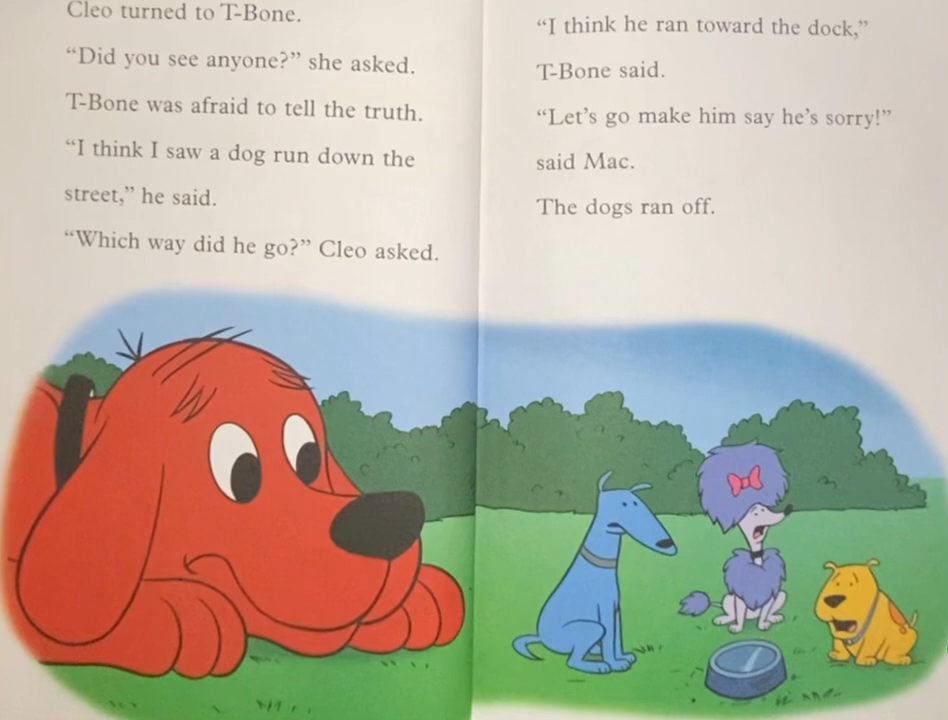 Cleo turned to T-Bone.
“Did you see anyone?” she asked.
T-Bone was afraid to tell the truth.
“I think I saw a dog run down the
street,” he said.
“Which way did he go?” Cleo asked.
“I think he ran toward the dock,”
T-Bone said.
“Let’s go make him say he’s sorry!”
said Mac.
The dogs ran off.